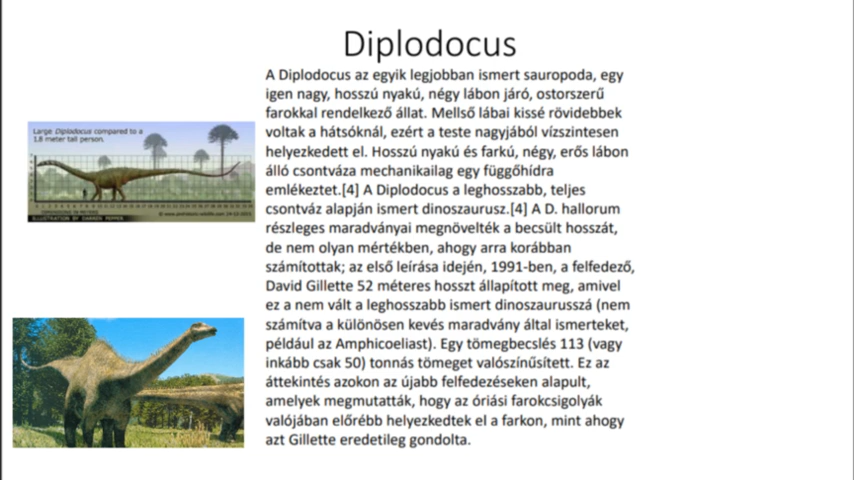 Diplodocus
A Diplodocus az egyik legjobban ismert sauropoda, egy
igen nagy, hosszú nyakú, négy lábon járó, ostorszerű
farokkal rendelkező állat. Mellső lábai kissé rövidebbek
voltak a hátsóknál, ezért a teste nagyjából vízszintesen
helyezkedett el. Hosszú nyakú és farkú, négy, erős lábon
álló csontváza mechanikailag egy függőhídra
emlékeztet.[4] A Diplodocus a leghosszabb, teljes
csontváz alapján ismert dinoszaurusz.[4] A D. hallorum
részleges maradványai megnövelték a becsült hosszát,
de nem olyan mértékben, ahogy arra korábban
számítottak; az első leírása idején, 1991-ben, a felfedező,
David Gillette 52 méteres hosszt állapított meg, amivel
ez a nem vált a leghosszabb ismert dinoszaurusszá (nem
számítva a különösen kevés maradvány által ismerteket,
például az Amphicoeliast). Egy tömegbecslés 113 (vagy
inkább csak 50) tonnás tömeget valószínűsített. Ez az
áttekintés azokon az újabb felfedezéseken alapult,
amelyek megmutatták, hogy az óriási farokcsigolyák
valójában előrébb helyezkedtek el a farkon, mint ahogy
azt Gillette eredetileg gondolta.
Large Diplodocus compared to a
1.8 meter tall person.
ILLUSTRATION BY DARREN PEPPER